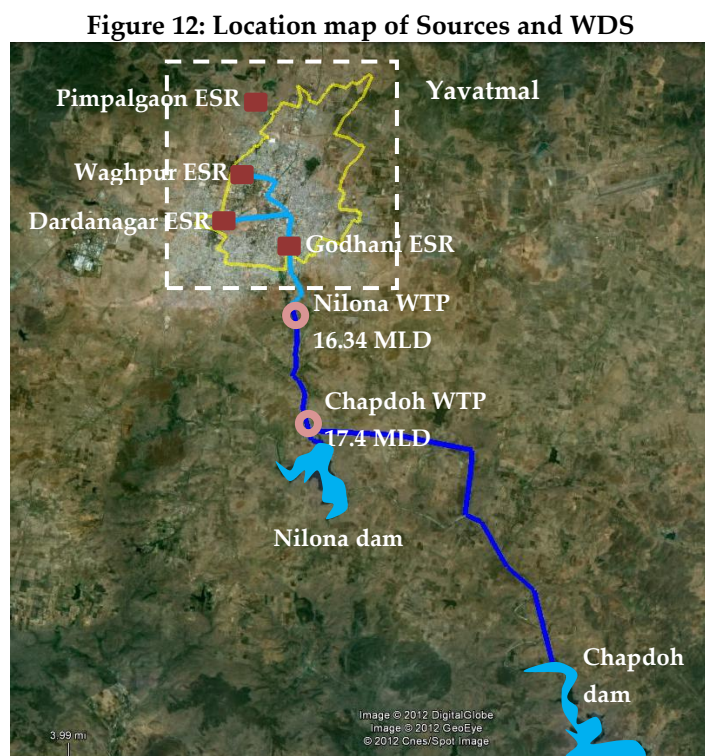 Figure 12: Location map of Sources and WDS
Pimpalgaon ESR
Yavatmal
Waghpur ESR
Dardanagar ESR
Godhani ESR
Nilona WTP
16.34 MLD
Chapdoh WTP
17.4 MLD
Nilona dam
Chapdoh
dam
Image © 2012 DigitalGlobe
Image © 2012 GeoEye
© 2012 Cnes/Spot Image
3.99 mi